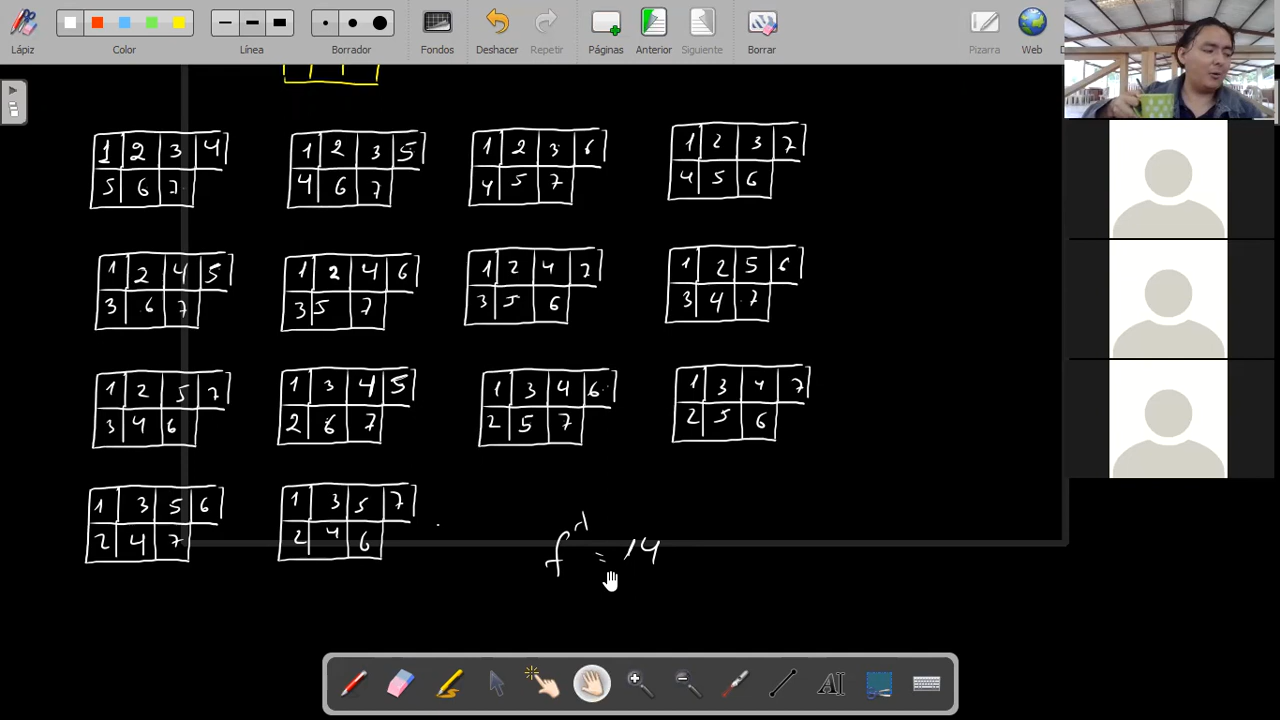 Lápiz Color Línea Borrador Fondos Deshacer Repetir Páginas Anterior Siguiente Borrar Pizarra Web
1 2 3 4
5 6 7
1 2 3 5
4 6 7
1 2 3 6
4 5 7
1 2 3 7
4 5 6
1 2 4 5
3 6 7
1 2 4 6
3 5 7
1 2 4 7
3 5 6
1 2 5 6
3 4 7
1 2 5 7
3 4 6
1 3 4 5
2 6 7
1 3 4 6
2 5 7
1 3 4 7
2 5 6
1 3 5 6
2 4 7
1 3 5 7
2 4 6
f^λ = 14
AI